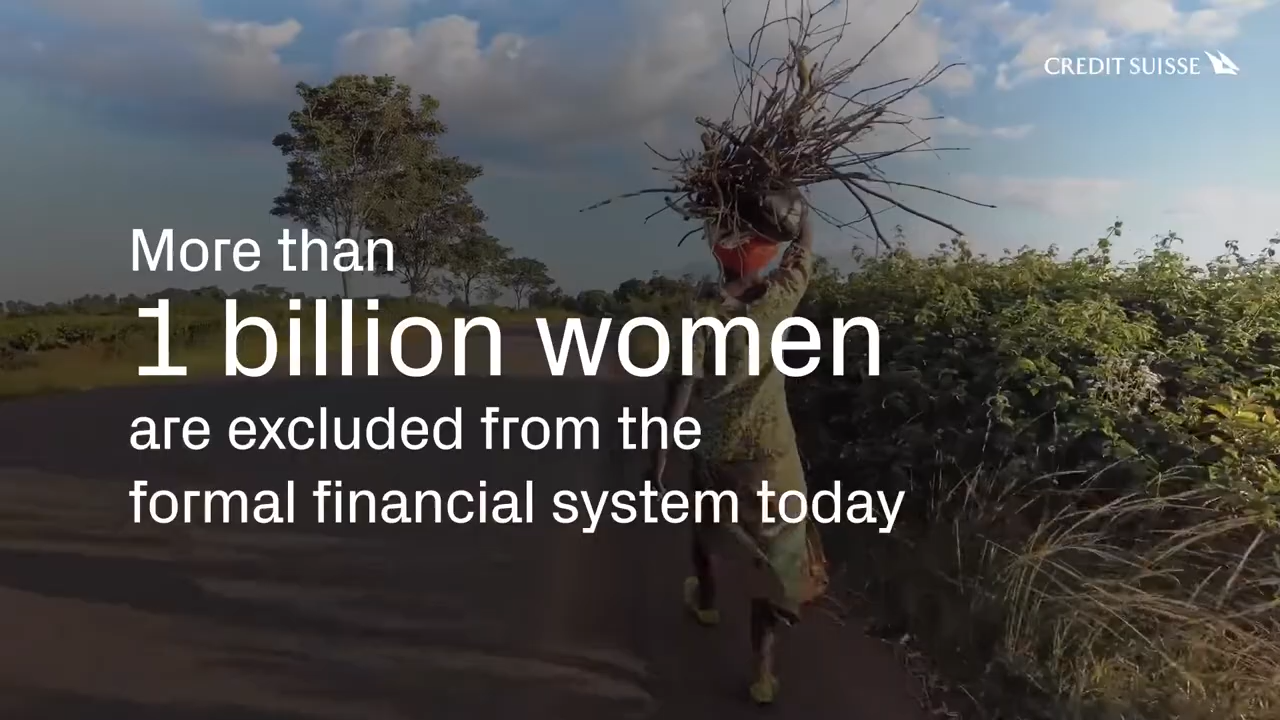 CREDIT SUISSE
More than
1 billion women
are excluded from the
formal financial system today